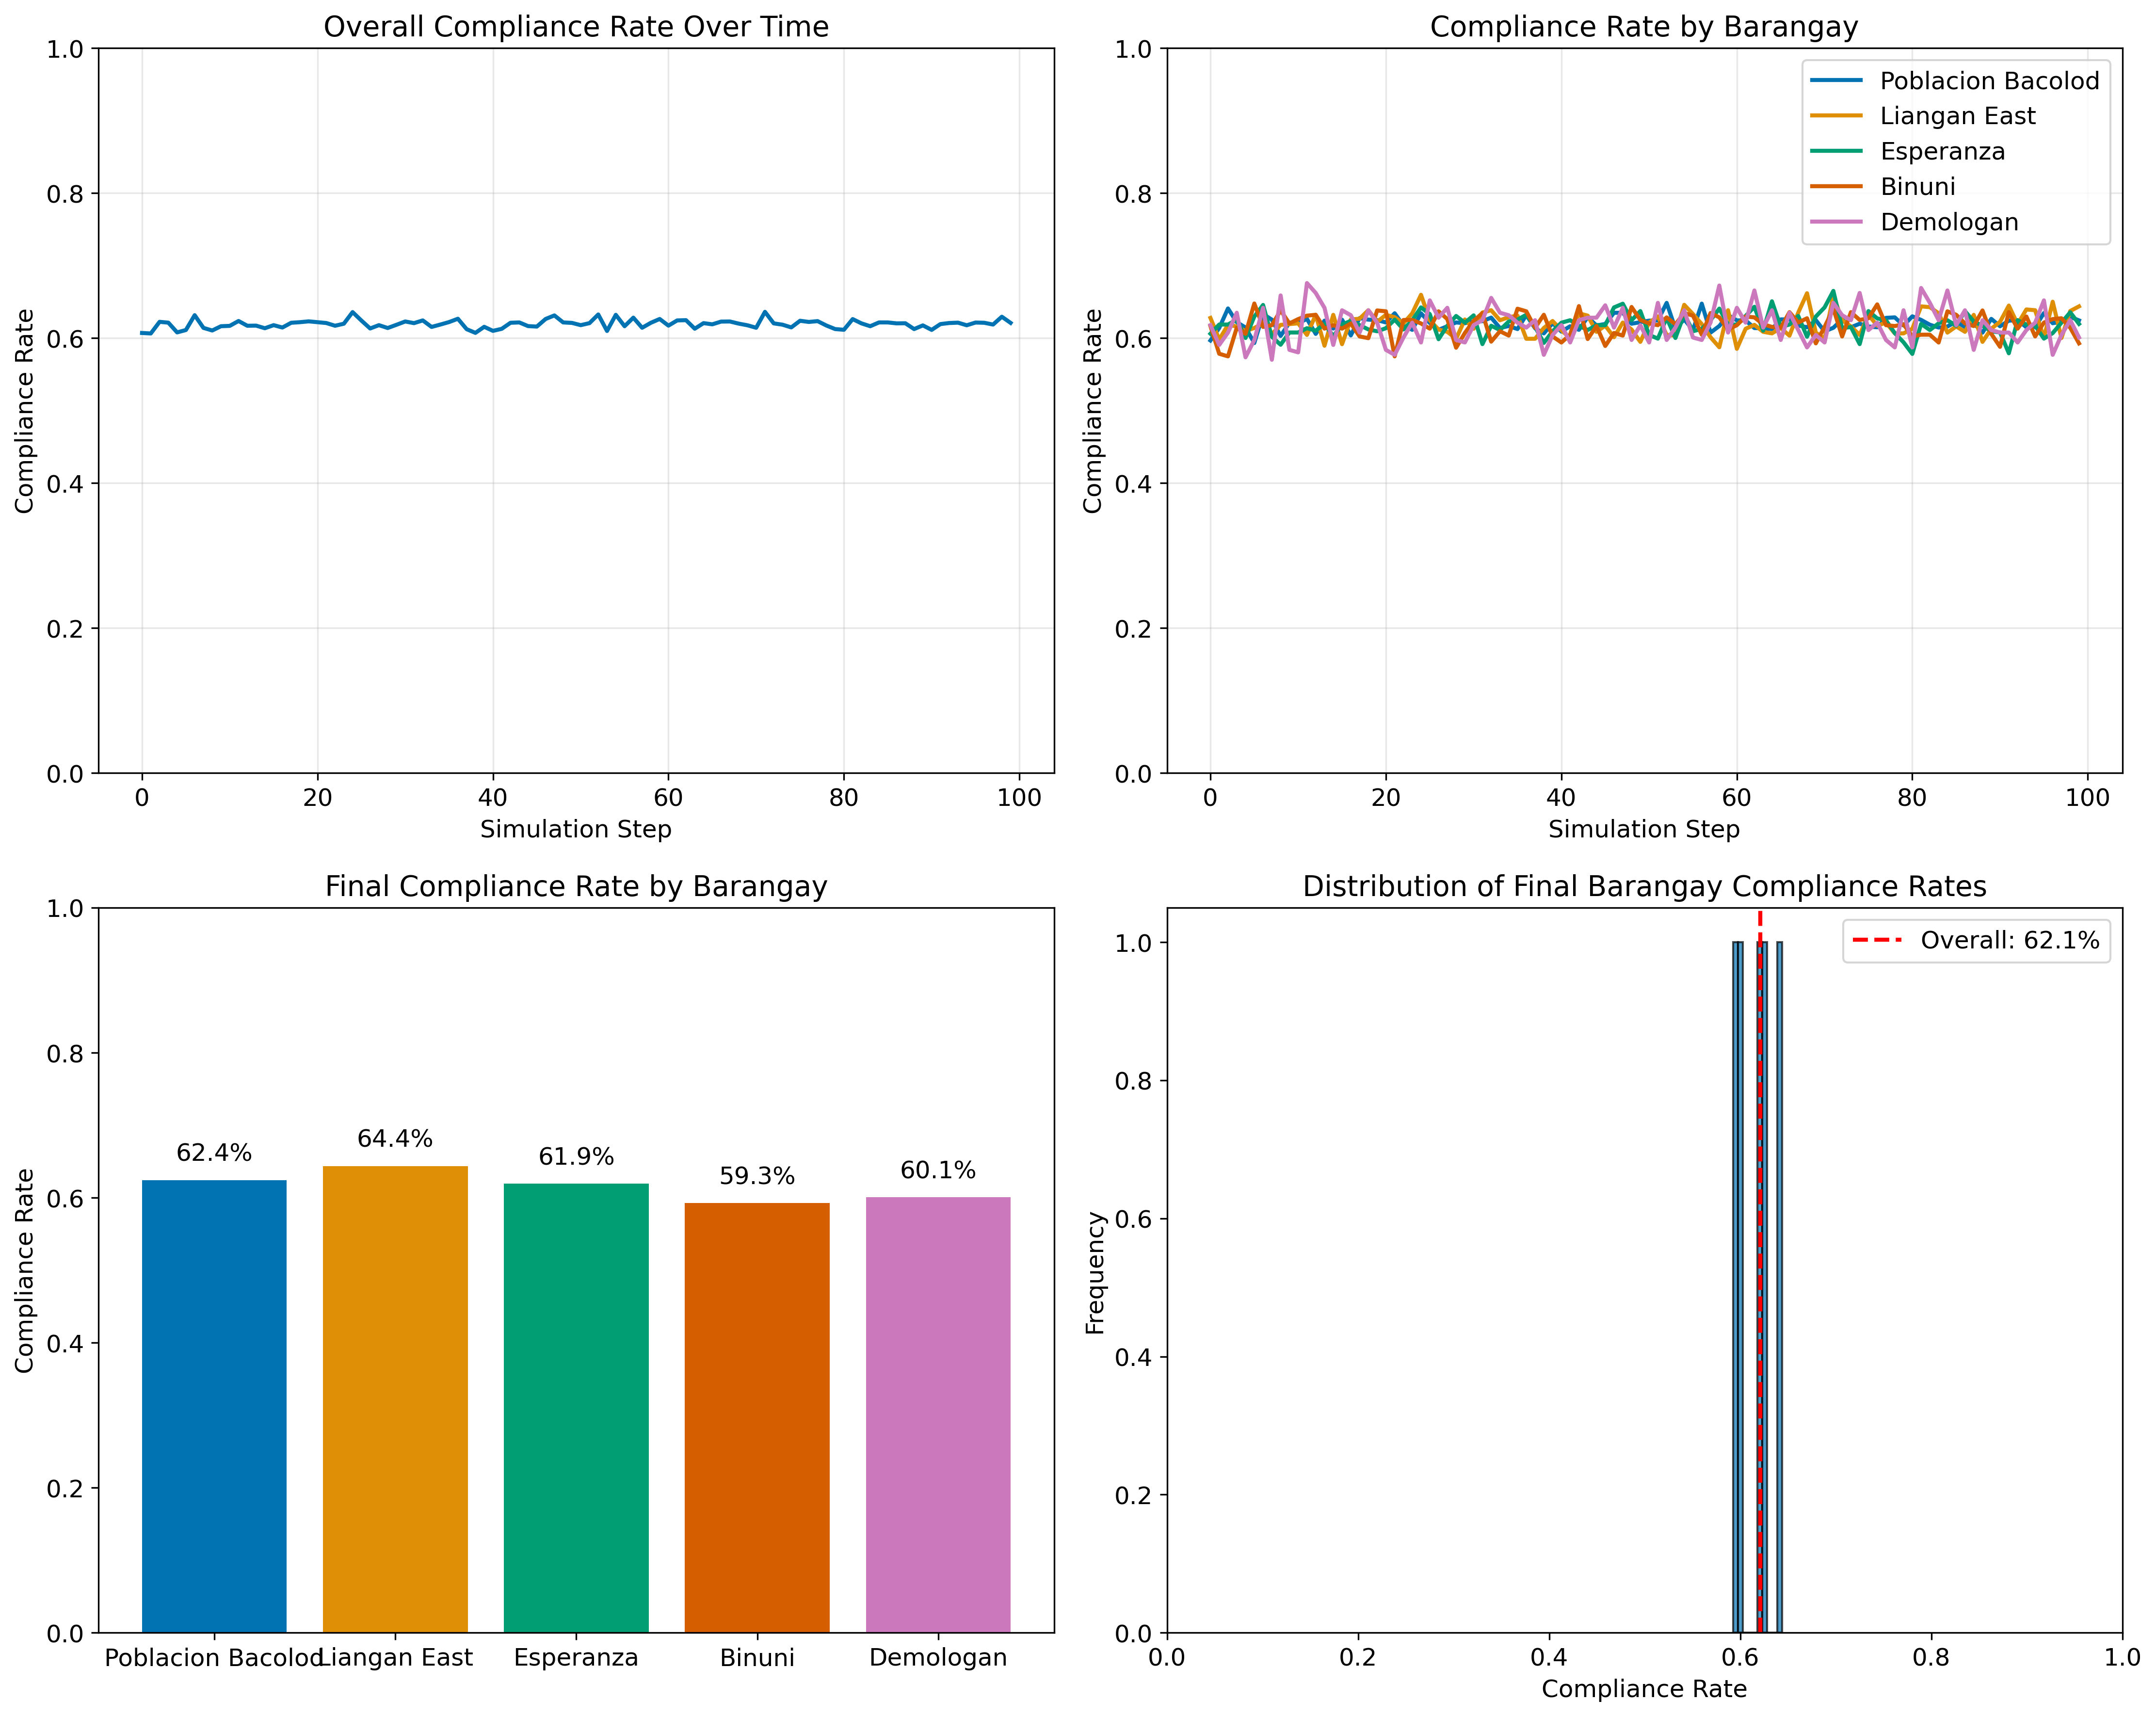 Overall Compliance Rate Over Time
Compliance Rate
1.0
0.8
0.6
0.4
0.2
0.0
0 20 40 60 80 100
Simulation Step
Compliance Rate by Barangay
Compliance Rate
1.0
0.8
0.6
0.4
0.2
0.0
Poblacion Bacolod
Liangan East
Esperanza
Binuni
Demologan
0 20 40 60 80 100
Simulation Step
Final Compliance Rate by Barangay
Compliance Rate
1.0
0.8
0.6
0.4
0.2
0.0
62.4% 64.4% 61.9% 59.3% 60.1%
Poblacion Bacolod Liangan East Esperanza Binuni Demologan
Distribution of Final Barangay Compliance Rates
Frequency
1.0
0.8
0.6
0.4
0.2
0.0
Overall: 62.1%
0.0 0.2 0.4 0.6 0.8 1.0
Compliance Rate